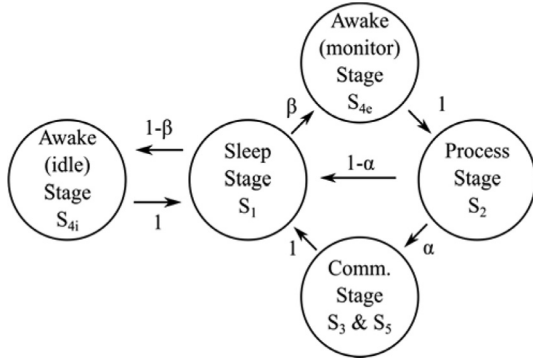 Awake
(monitor)
Stage
S4e
β
1
1-β
Awake
(idle)
Stage
S4i
1
Sleep
Stage
S1
1-α
Process
Stage
S2
1
α
Comm.
Stage
S3 & S5